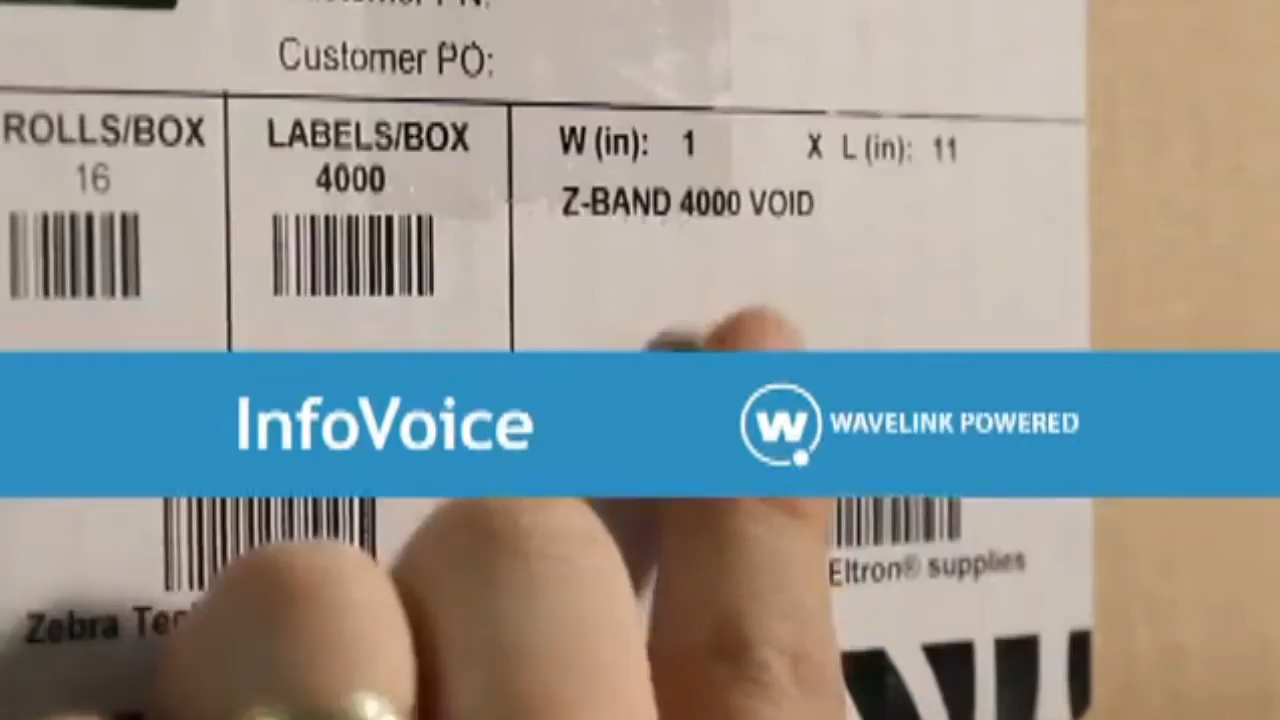 Customer PO:
ROLLS/BOX
16
LABELS/BOX
4000
W (in): 1 X L (in): 11
Z-BAND 4000 VOID
InfoVoice
W WAVELINK POWERED
Eltron® supplies
Zebra